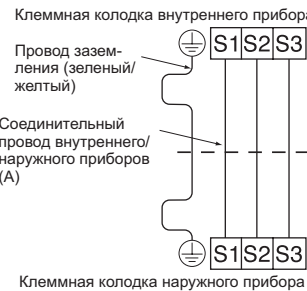 Клеммная колодка внутреннего прибора
S1 S2 S3
Провод зазем-
ления (зеленый/
желтый)
Соединительный
провод внутреннего/
наружного приборов
(A)
S1 S2 S3
Клеммная колодка наружного прибора